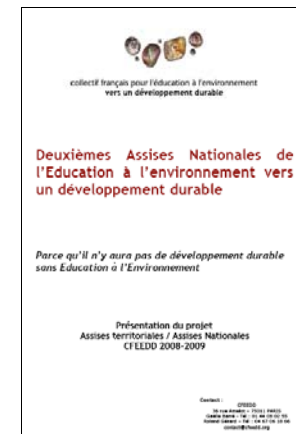 collectif français pour l'éducation à l'environnement
vers un développement durable
Deuxièmes Assises Nationales de
l'Education à l'environnement vers
un développement durable
Parce qu'il n'y aura pas de développement durable
sans Education à l'Environnement
Présentation du projet
Assises territoriales / Assises Nationales
CFEEDD 2008-2009
Contact :
CFEEDD